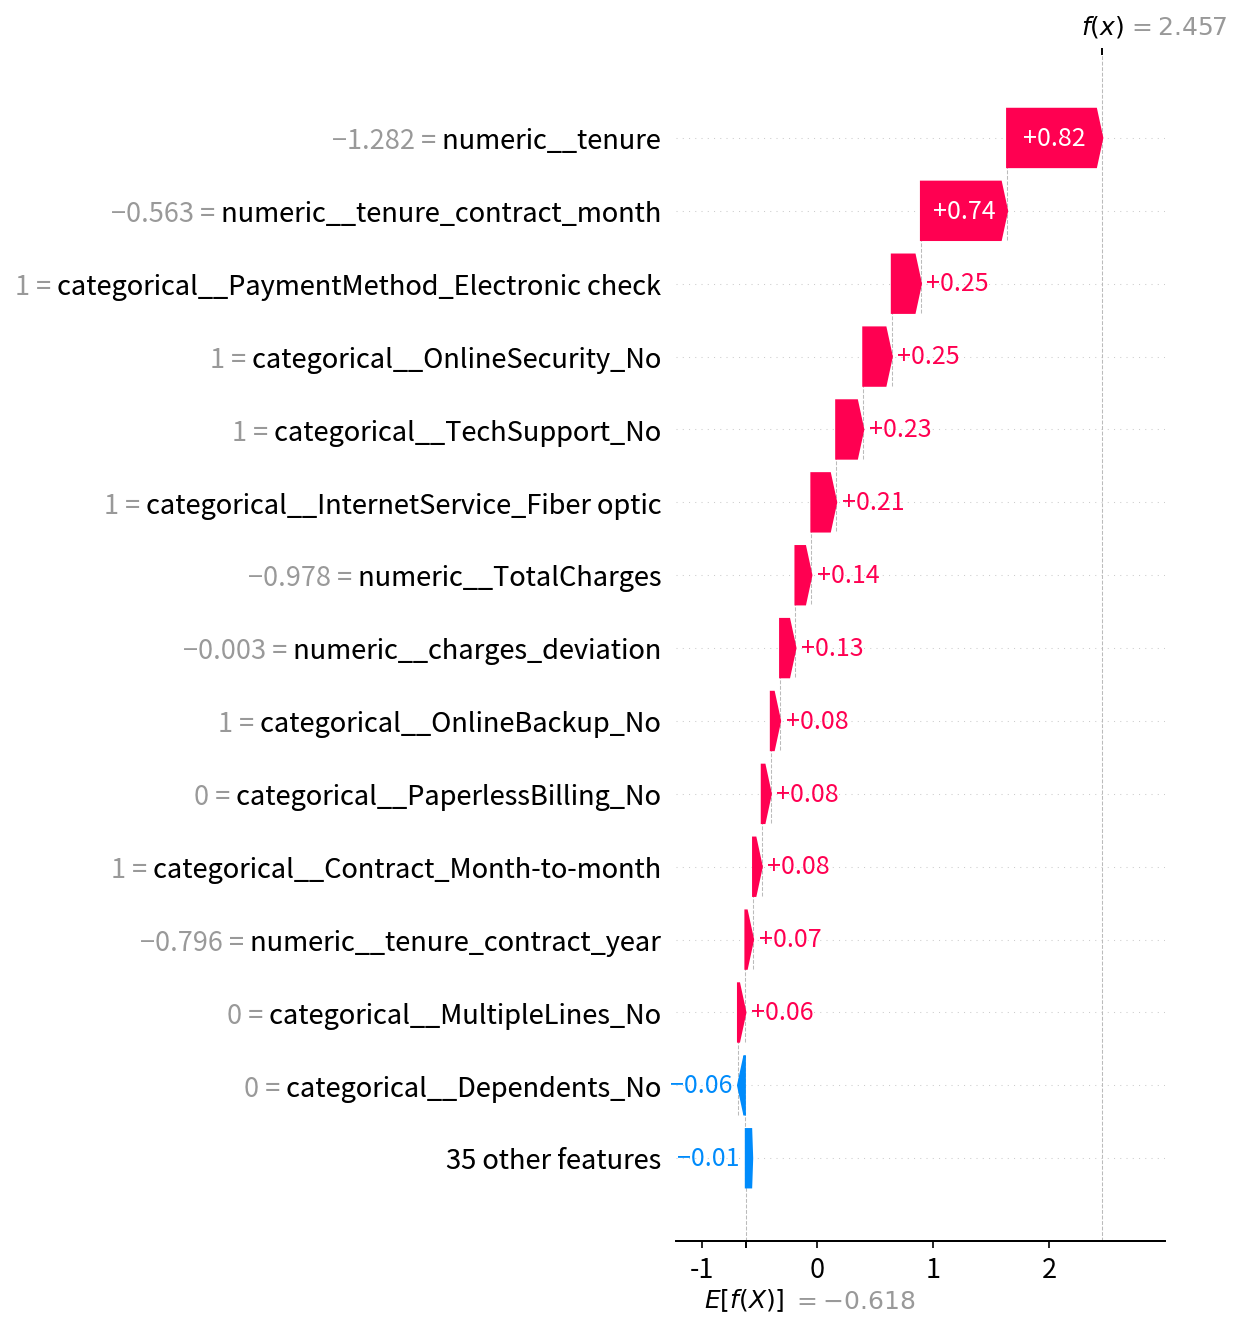 f(x) = 2.457
−1.282 = numeric__tenure
+0.82
−0.563 = numeric__tenure_contract_month
+0.74
1 = categorical__PaymentMethod_Electronic check
+0.25
1 = categorical__OnlineSecurity_No
+0.25
1 = categorical__TechSupport_No
+0.23
1 = categorical__InternetService_Fiber optic
+0.21
−0.978 = numeric__TotalCharges
+0.14
−0.003 = numeric__charges_deviation
+0.13
1 = categorical__OnlineBackup_No
+0.08
0 = categorical__PaperlessBilling_No
+0.08
1 = categorical__Contract_Month-to-month
+0.08
−0.796 = numeric__tenure_contract_year
+0.07
0 = categorical__MultipleLines_No
+0.06
0 = categorical__Dependents_No
−0.06
35 other features
−0.01
-1 0 1 2
E[f(X)] = −0.618